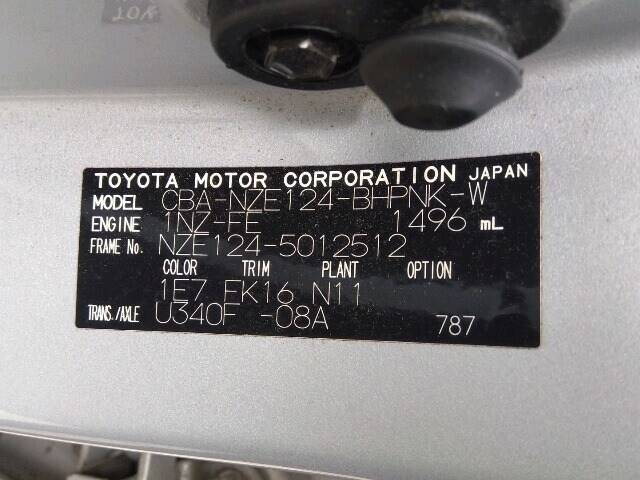 TOYOTA MOTOR CORPORATION JAPAN
MODEL CBA-NZE124-BHPNK-W
ENGINE 1NZ-FE 1496 mL
FRAME No. NZE124-5012512
COLOR TRIM PLANT OPTION
1E7 FK16 N11
TRANS./AXLE U340F -08A 787